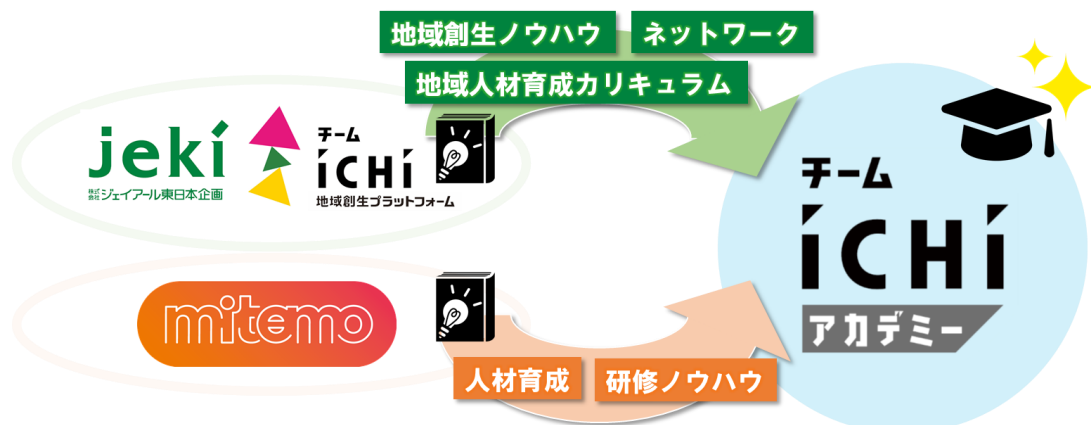 地域創生ノウハウ
ネットワーク
地域人材育成カリキュラム
jeki
株式会社ジェイアール東日本企画
チーム
iCHi
地域創生プラットフォーム
mitemo
人材育成
研修ノウハウ
チーム
iCHi
アカデミー